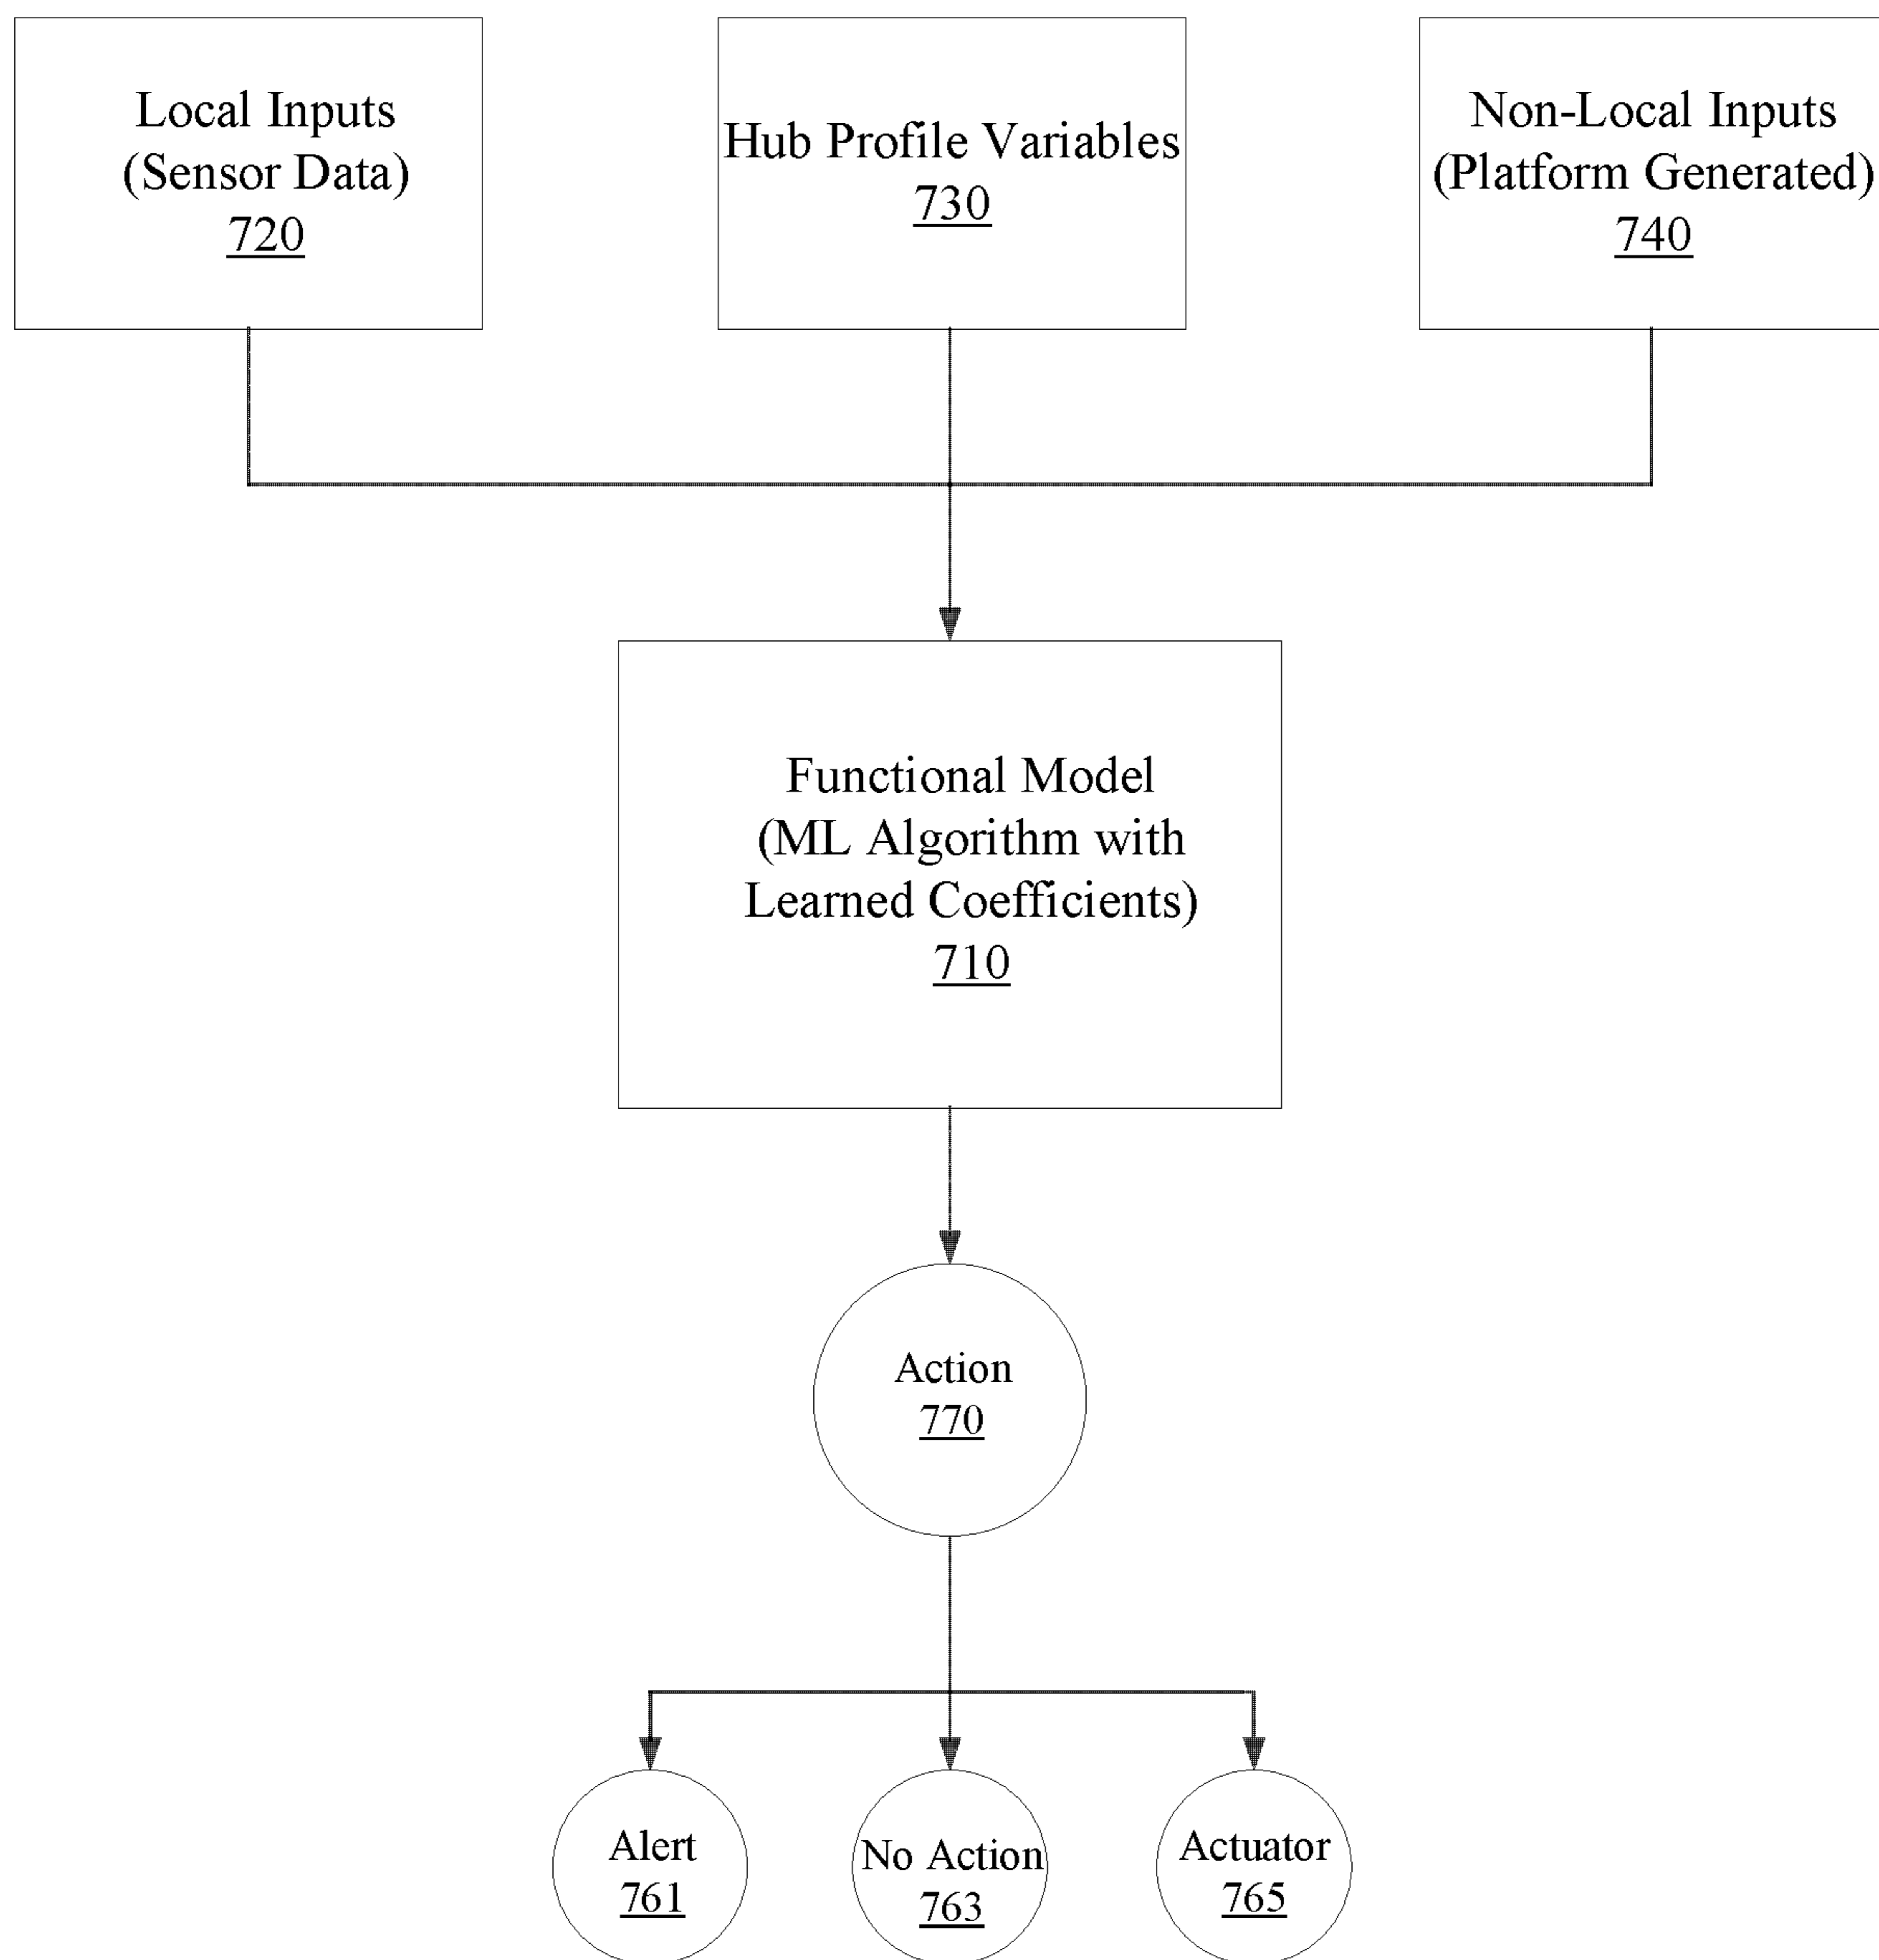 Local Inputs
(Sensor Data)
720
Hub Profile Variables
730
Non-Local Inputs
(Platform Generated)
740
Functional Model
(ML Algorithm with
Learned Coefficients)
710
Action
770
Alert
761
No Action
763
Actuator
765